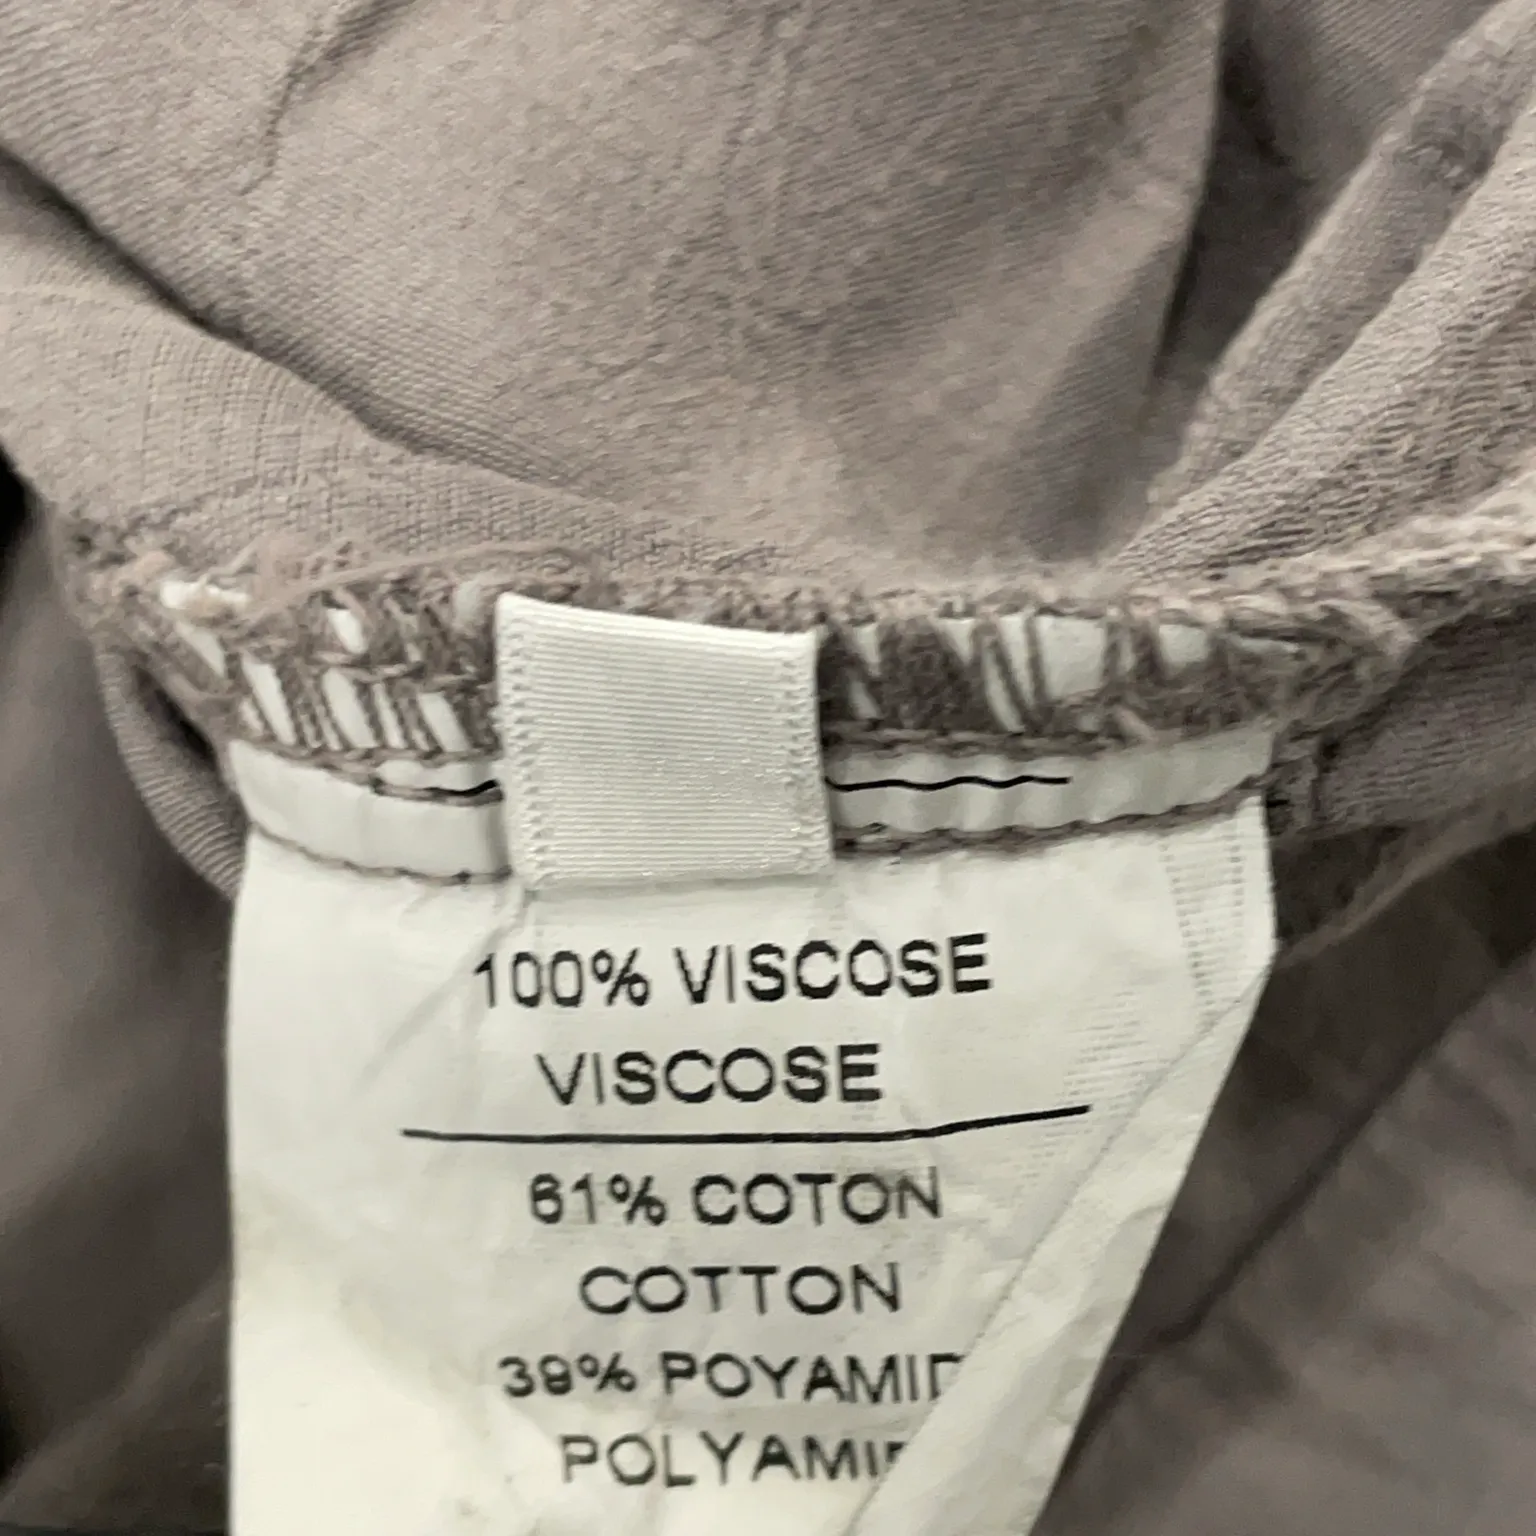 100% VISCOSE
VISCOSE
61% COTON
COTTON
39% POYAMID
POLYAMI